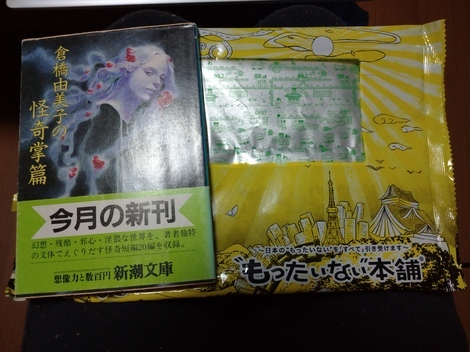 倉橋由美子の
怪奇掌篇
今月の新刊
幻想・残酷・邪心・淫猥な世界を、著者独特
の文体でえぐりだす怪奇短編20編を収録。
想像力と数百円 新潮文庫
日本の"もったいない"を「すべて」引き受けます
"もったいない"本舗